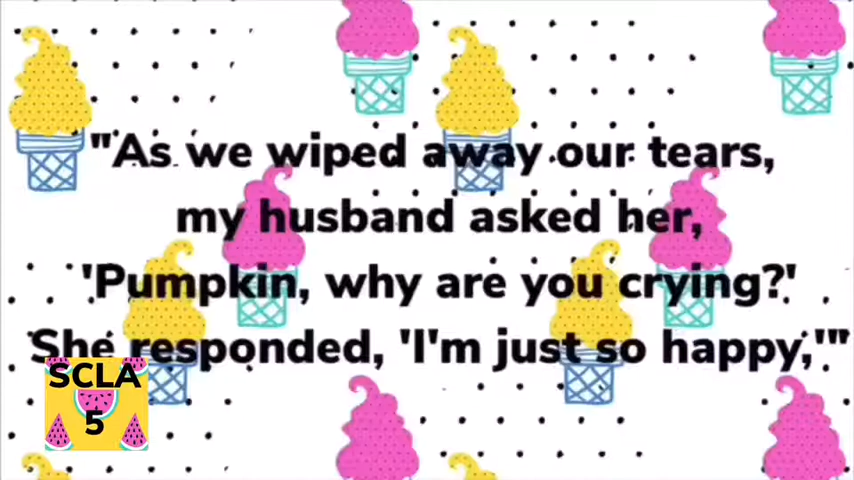 "As we wiped away our tears,
my husband asked her,
'Pumpkin, why are you crying?'
She responded, 'I'm just so happy,'"
SCLA
5